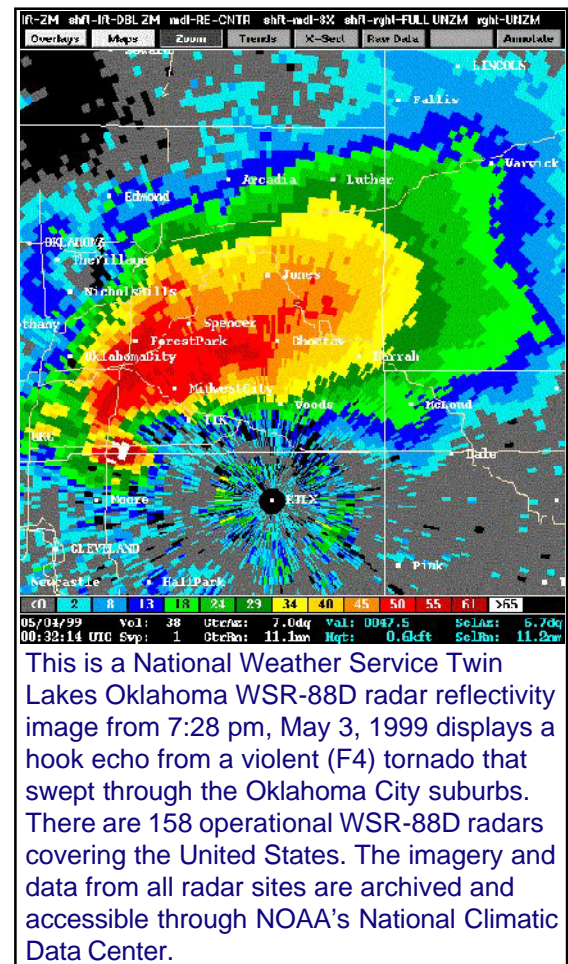 lft-ZM shft-lft-DBL ZM mdl-RE-CNTR shft-mdl-8X shft-rght-FULL UNZM rght-UNZM
Overlays Maps Zoom Trends X-Sect Raw Data Annotate
LINCOLN
Fallis
Warwick
Arcadia Luther
Edmond
OKLAHOMA
TheVillage
Jones
NicholsHills
Spencer
ForestPark Choctaw
OklahomaCity Harrah
MidwestCity
Woods McLoud
TIK
Dale
Moore KTLX
CLEVELAND
Pink
Newcastle HallPark
<0 2 8 13 18 24 29 34 40 45 50 55 61 >65
05/04/99 Vol: 38 CtrAz: 7.0dg Val: 0047.5 SelAz: 6.7dg
00:32:14 UTC Swp: 1 CtrRn: 11.1nm Hgt: 0.6kft SelRn: 11.2nm
This is a National Weather Service Twin
Lakes Oklahoma WSR-88D radar reflectivity
image from 7:28 pm, May 3, 1999 displays a
hook echo from a violent (F4) tornado that
swept through the Oklahoma City suburbs.
There are 158 operational WSR-88D radars
covering the United States. The imagery and
data from all radar sites are archived and
accessible through NOAA's National Climatic
Data Center.